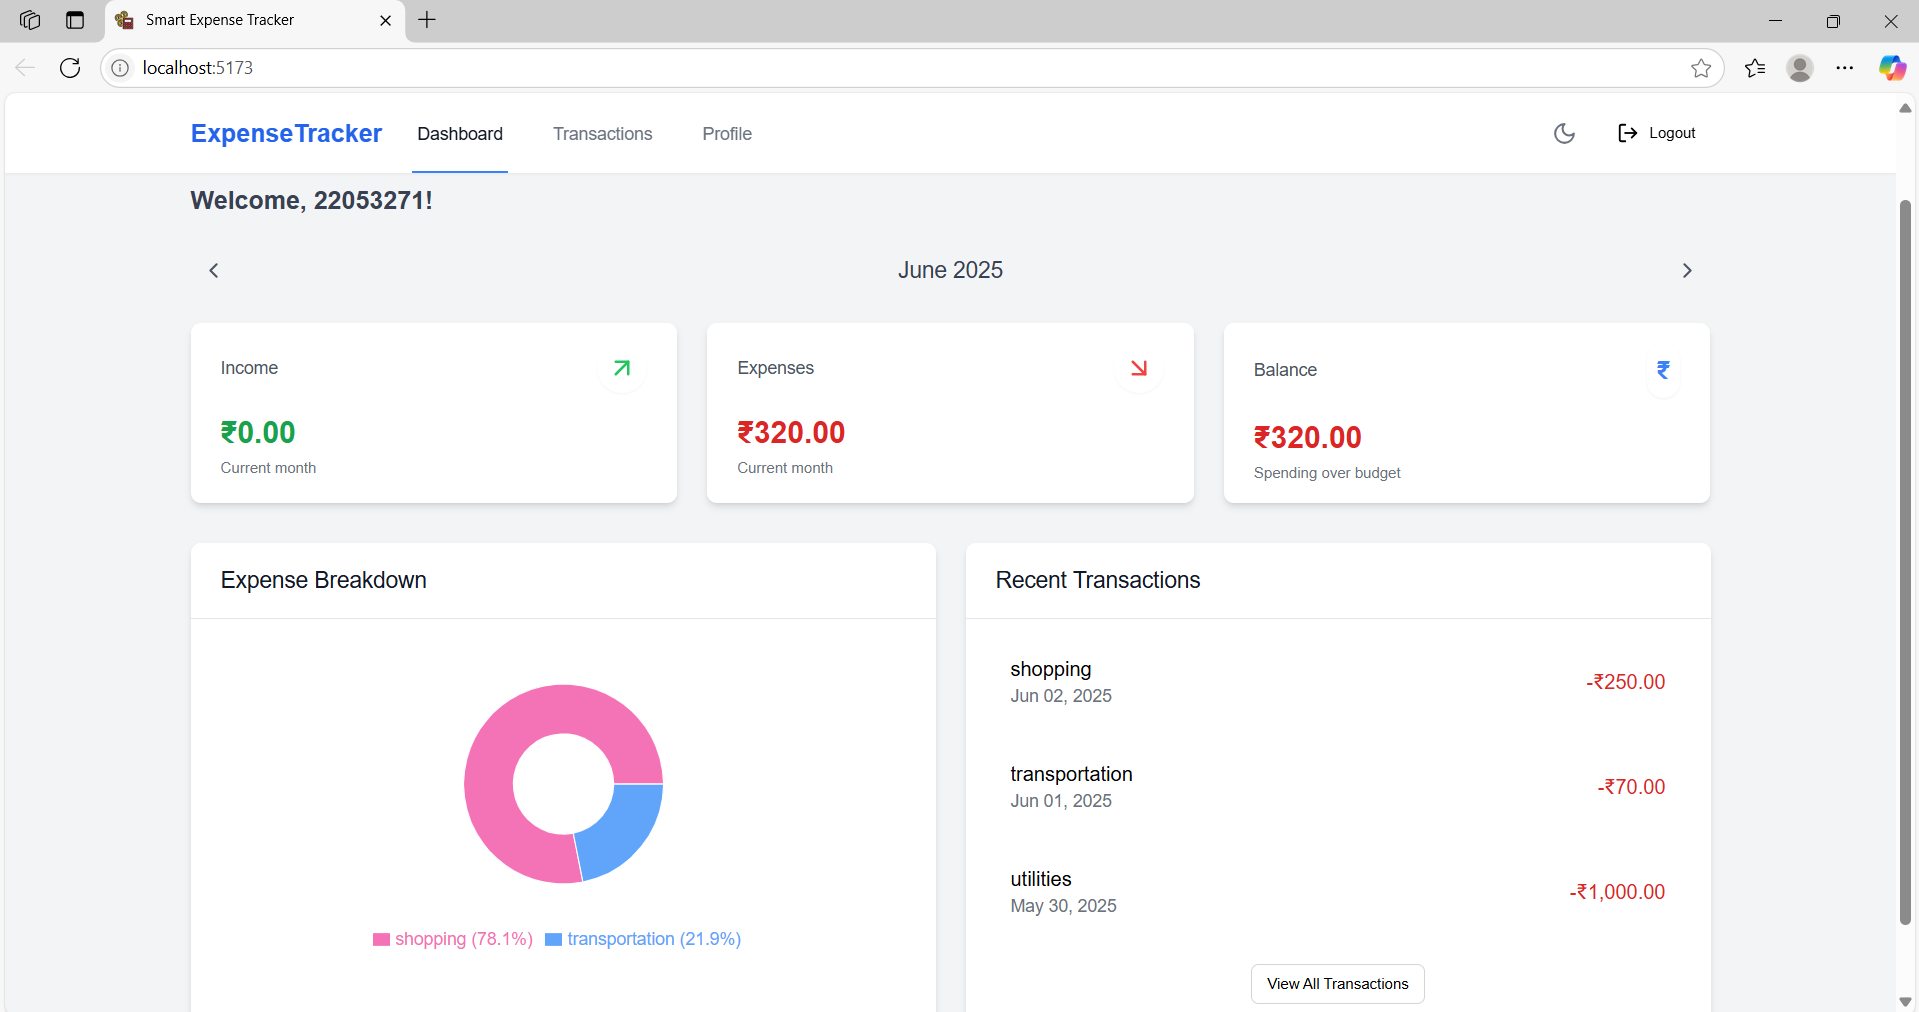 Smart Expense Tracker
localhost:5173
ExpenseTracker Dashboard Transactions Profile Logout
Welcome, 22053271!
June 2025
Income Expenses Balance ₹
₹0.00 ₹320.00 ₹320.00
Current month Current month Spending over budget
Expense Breakdown
shopping (78.1%) transportation (21.9%)
Recent Transactions
shopping
Jun 02, 2025
-₹250.00
transportation
Jun 01, 2025
-₹70.00
utilities
May 30, 2025
-₹1,000.00
View All Transactions